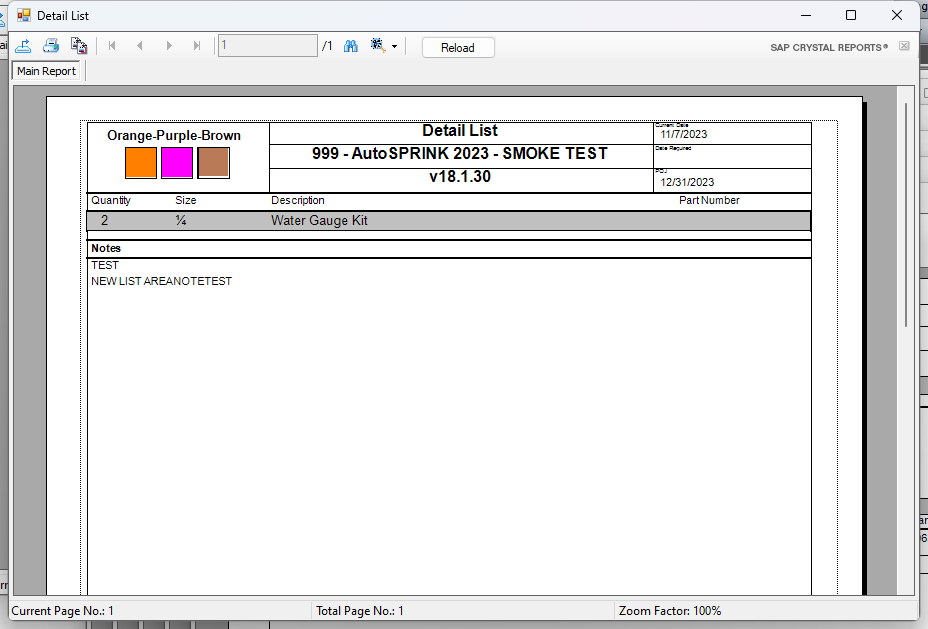 Detail List
1 /1 Reload SAP CRYSTAL REPORTS®
Main Report
Orange-Purple-Brown
Detail List
999 - AutoSPRINK 2023 - SMOKE TEST
v18.1.30
Current Date
11/7/2023
Date Required
12/31/2023
Quantity Size Description Part Number
2 ¼ Water Gauge Kit
Notes
TEST
NEW LIST AREANOTETEST
Current Page No.: 1 Total Page No.: 1 Zoom Factor: 100%